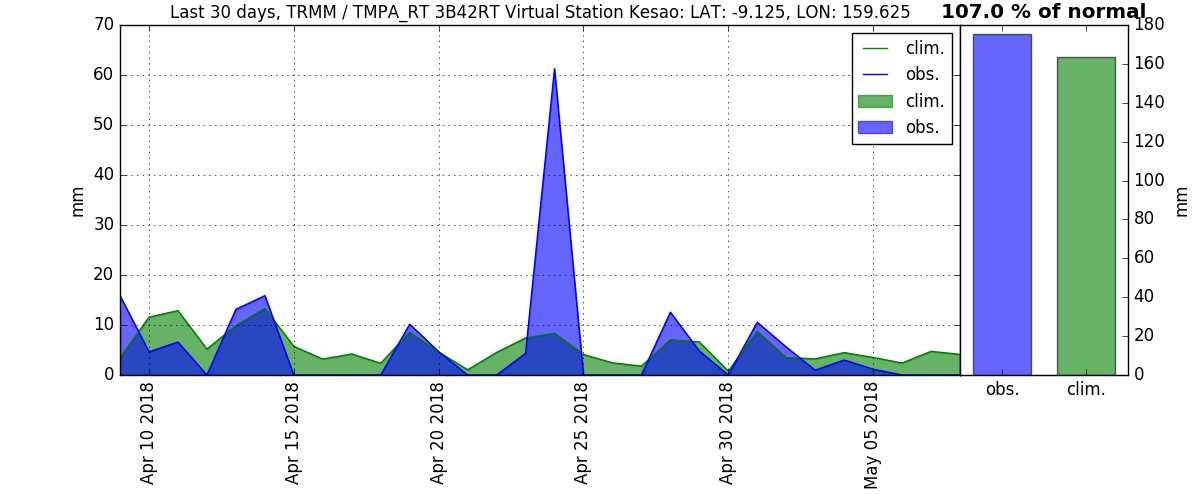 Last 30 days, TRMM / TMPA_RT 3B42RT Virtual Station Kesao: LAT: -9.125, LON: 159.625
107.0 % of normal
70
60
50
40
30
20
10
0
mm
clim.
obs.
clim.
obs.
Apr 10 2018
Apr 15 2018
Apr 20 2018
Apr 25 2018
Apr 30 2018
May 05 2018
180
160
140
120
100
80
60
40
20
0
mm
obs.
clim.